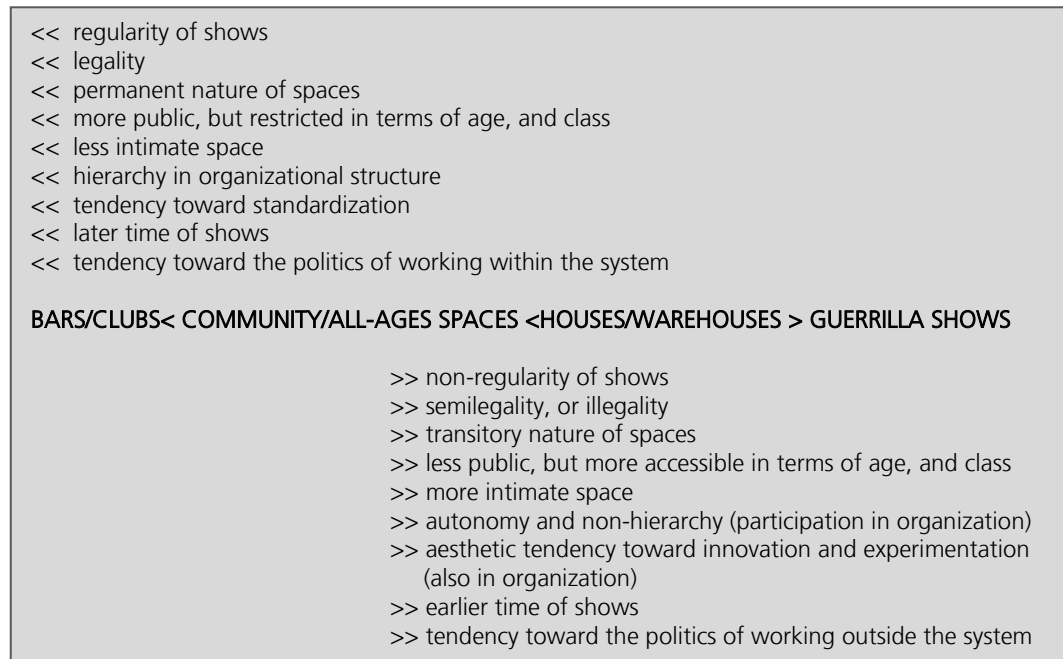 << regularity of shows
<< legality
<< permanent nature of spaces
<< more public, but restricted in terms of age, and class
<< less intimate space
<< hierarchy in organizational structure
<< tendency toward standardization
<< later time of shows
<< tendency toward the politics of working within the system
BARS/CLUBS< COMMUNITY/ALL-AGES SPACES <HOUSES/WAREHOUSES > GUERRILLA SHOWS
>> non-regularity of shows
>> semilegality, or illegality
>> transitory nature of spaces
>> less public, but more accessible in terms of age, and class
>> more intimate space
>> autonomy and non-hierarchy (participation in organization)
>> aesthetic tendency toward innovation and experimentation
(also in organization)
>> earlier time of shows
>> tendency toward the politics of working outside the system